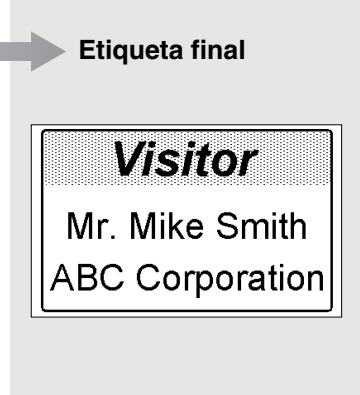 Etiqueta final
Visitor
Mr. Mike Smith
ABC Corporation